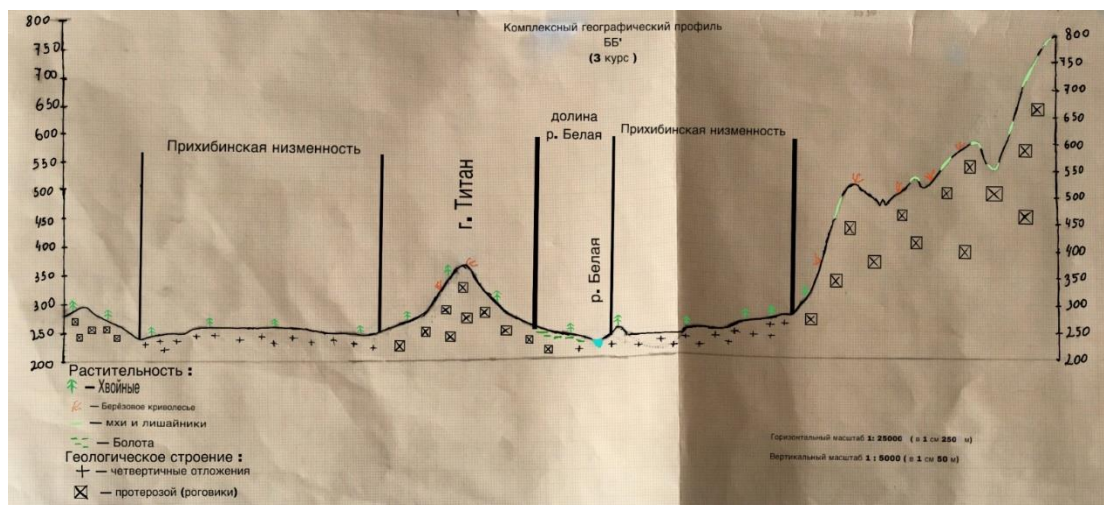 Комплексный географический профиль
ББ'
(3 курс)
800
750
700
650
600
550
500
450
400
350
300
250
200
800
750
700
650
600
550
500
450
400
350
300
250
200
Прихибинская низменность
г. Титан
долина
р. Белая
р. Белая
Прихибинская низменность
Растительность :
— Хвойные
— Берёзовое криволесье
— мхи и лишайники
— Болота
Геологическое строение :
— четвертичные отложения
— протерозой (роговики)
Горизонтальный масштаб 1: 25000 ( в 1 см 250 м)
Вертикальный масштаб 1 : 5000 ( в 1 см 50 м)